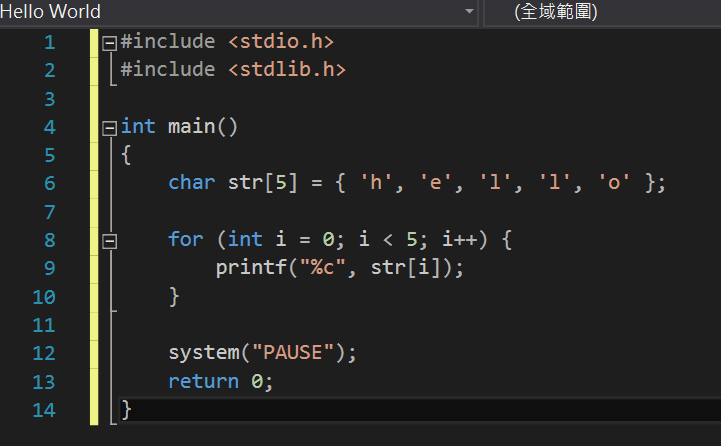 Hello World (全域範圍)
1 #include <stdio.h>
2 #include <stdlib.h>
3
4 int main()
5 {
6 char str[5] = { 'h', 'e', 'l', 'l', 'o' };
7
8 for (int i = 0; i < 5; i++) {
9 printf("%c", str[i]);
10 }
11
12 system("PAUSE");
13 return 0;
14 }